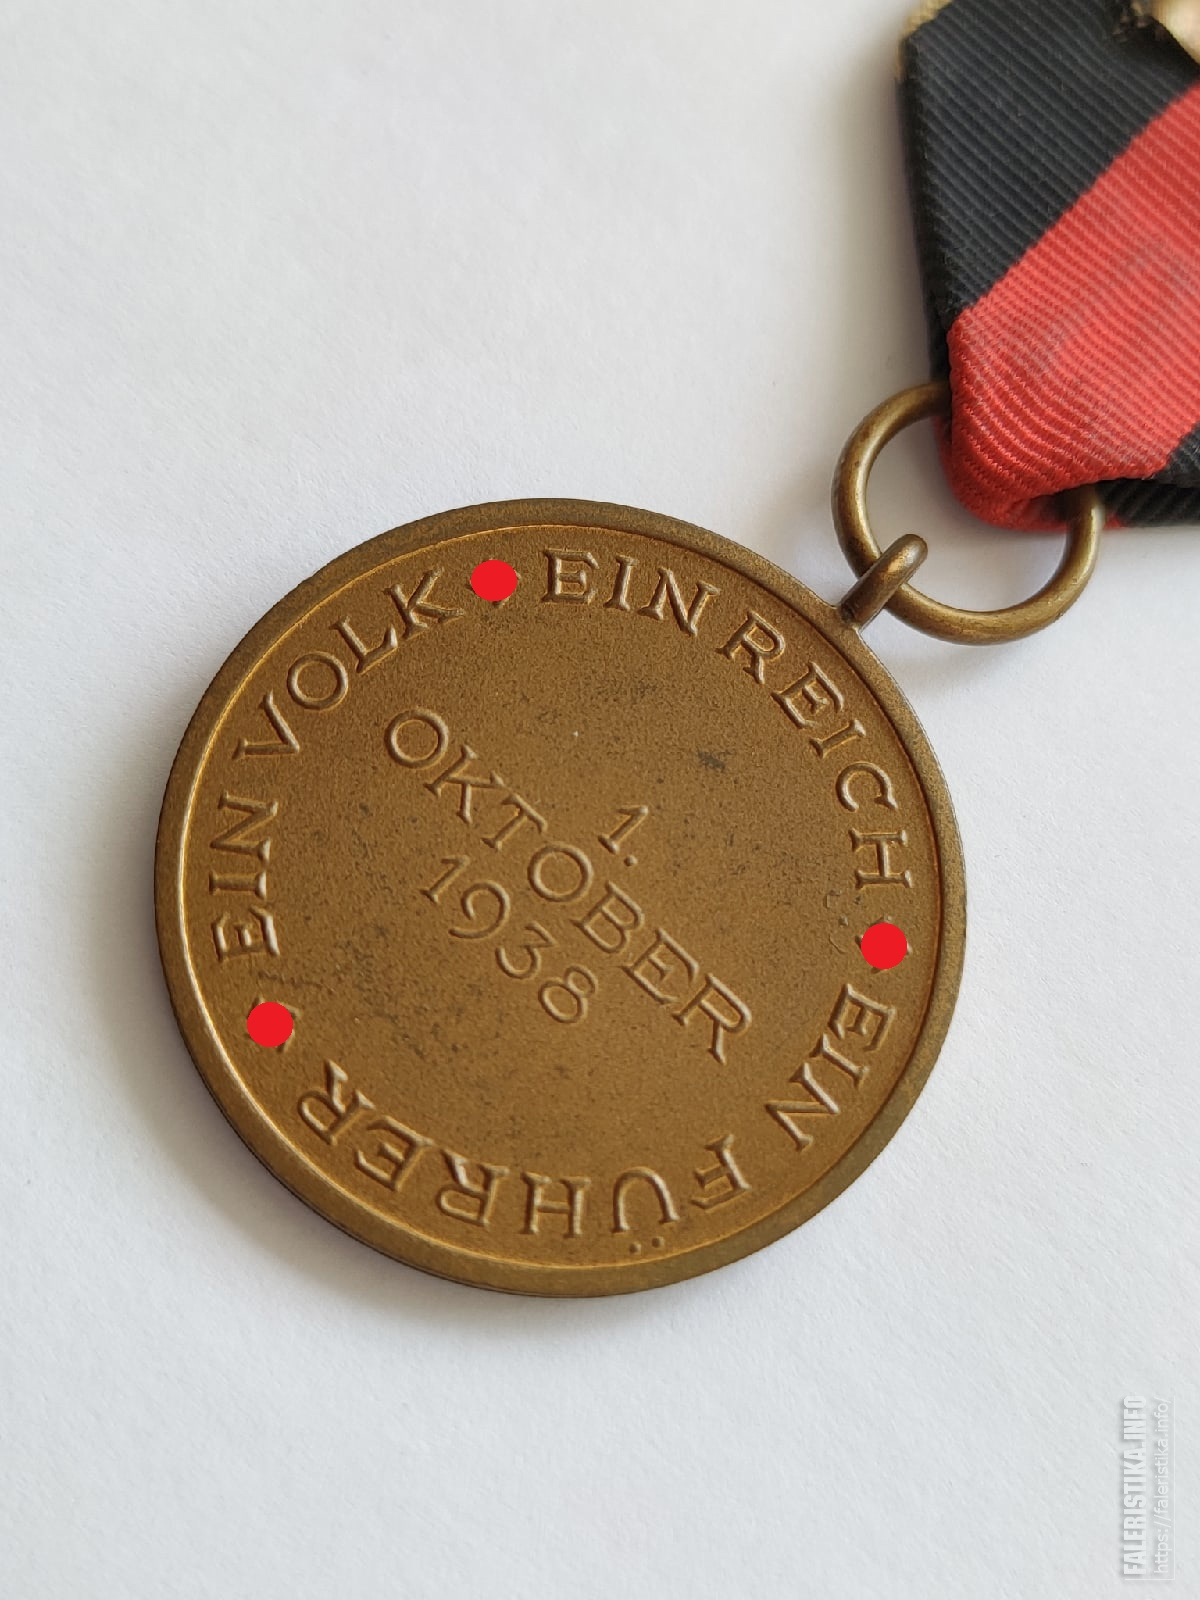 EIN VOLK EIN REICH EIN FÜHRER
1.
OKTOBER
1938
FALERISTIKA.INFO
https://faleristika.info/